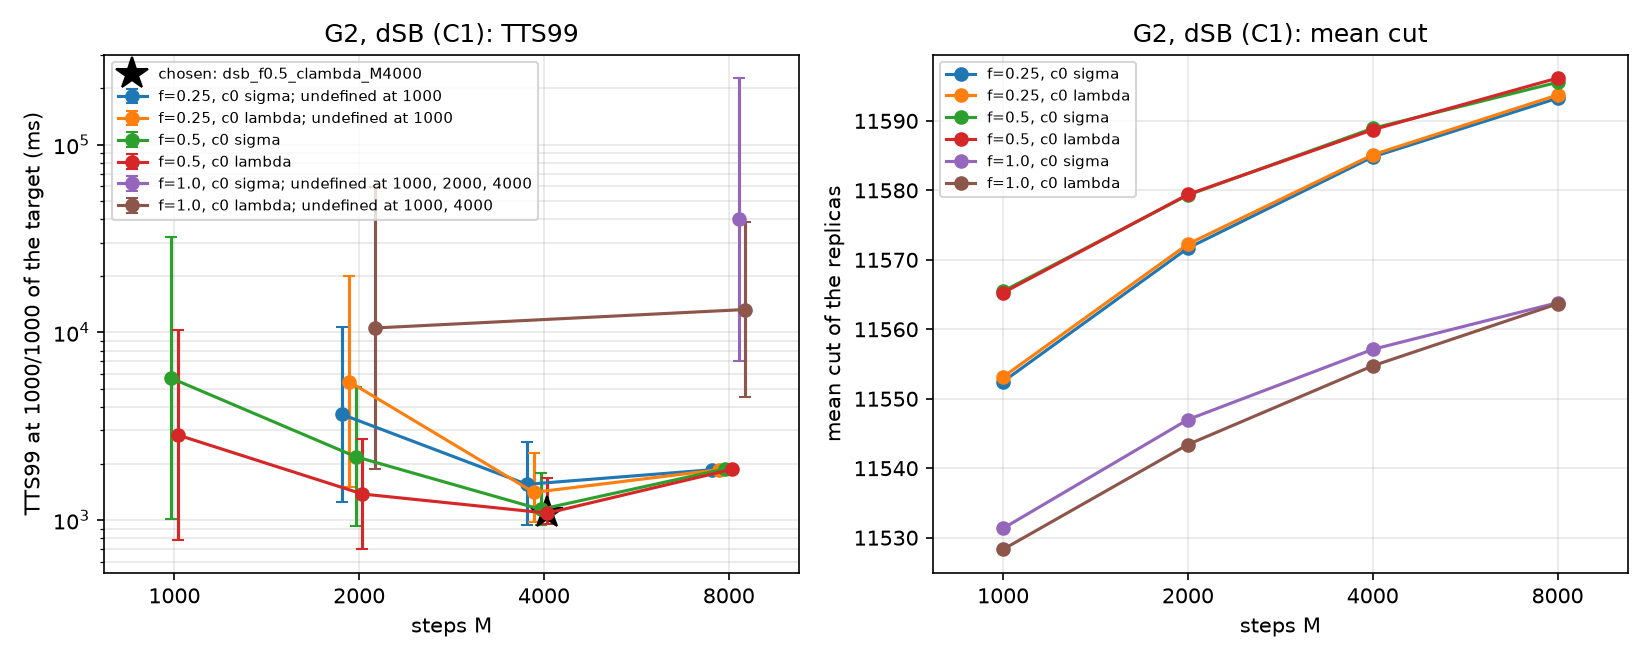 G2, dSB (C1): TTS99
TTS99 at 1000/1000 of the target (ms)
10^5
10^4
10^3
chosen: dsb_f0.5_clambda_M4000
f=0.25, c0 sigma; undefined at 1000
f=0.25, c0 lambda; undefined at 1000
f=0.5, c0 sigma
f=0.5, c0 lambda
f=1.0, c0 sigma; undefined at 1000, 2000, 4000
f=1.0, c0 lambda; undefined at 1000, 4000
1000 2000 4000 8000
steps M
G2, dSB (C1): mean cut
mean cut of the replicas
11590
11580
11570
11560
11550
11540
11530
f=0.25, c0 sigma
f=0.25, c0 lambda
f=0.5, c0 sigma
f=0.5, c0 lambda
f=1.0, c0 sigma
f=1.0, c0 lambda
1000 2000 4000 8000
steps M